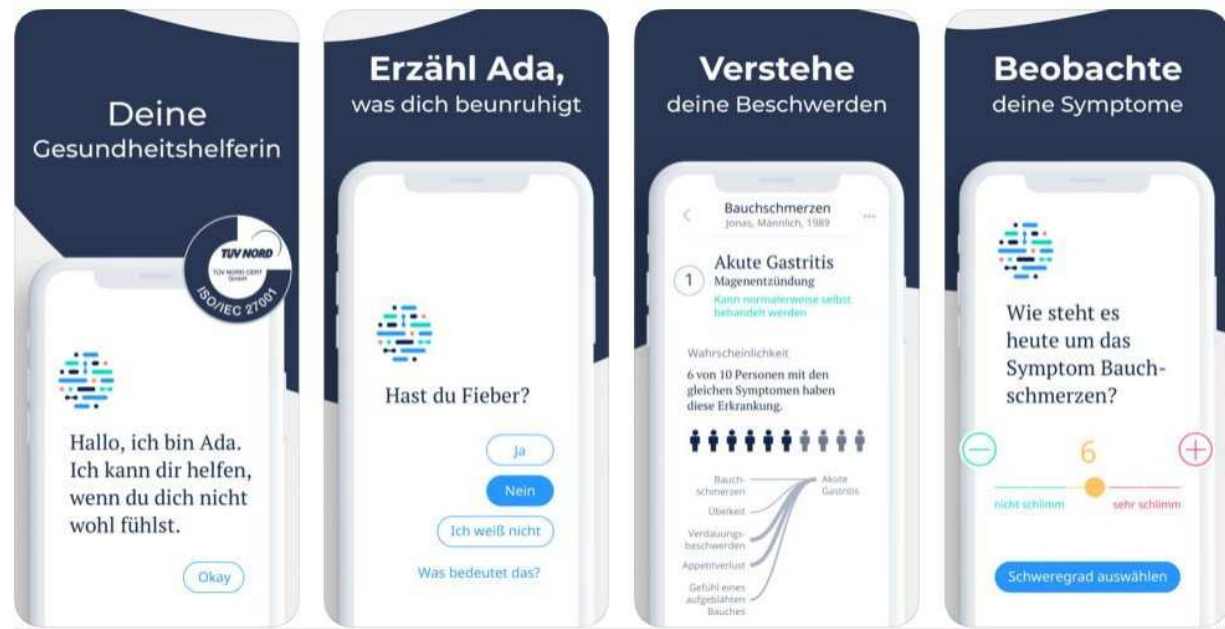 Deine
Gesundheitshelferin
TÜV NORD
TÜV NORD CERT
GmbH
ISO/IEC 27001
Hallo, ich bin Ada.
Ich kann dir helfen,
wenn du dich nicht
wohl fühlst.
Okay
Erzähl Ada,
was dich beunruhigt
Hast du Fieber?
Ja
Nein
Ich weiß nicht
Was bedeutet das?
Verstehe
deine Beschwerden
Bauchschmerzen
Jonas, Männlich, 1989
1
Akute Gastritis
Magenentzündung
Kann normalerweise selbst
behandelt werden
Wahrscheinlichkeit
6 von 10 Personen mit den
gleichen Symptomen haben
diese Erkrankung.
Bauch-
schmerzen
Akute
Gastritis
Übelkeit
Verdauungs-
beschwerden
Appetitverlust
Gefühl eines
aufgeblähten
Bauches
Beobachte
deine Symptome
Wie steht es
heute um das
Symptom Bauch-
schmerzen?
6
nicht schlimm
sehr schlimm
Schweregrad auswählen